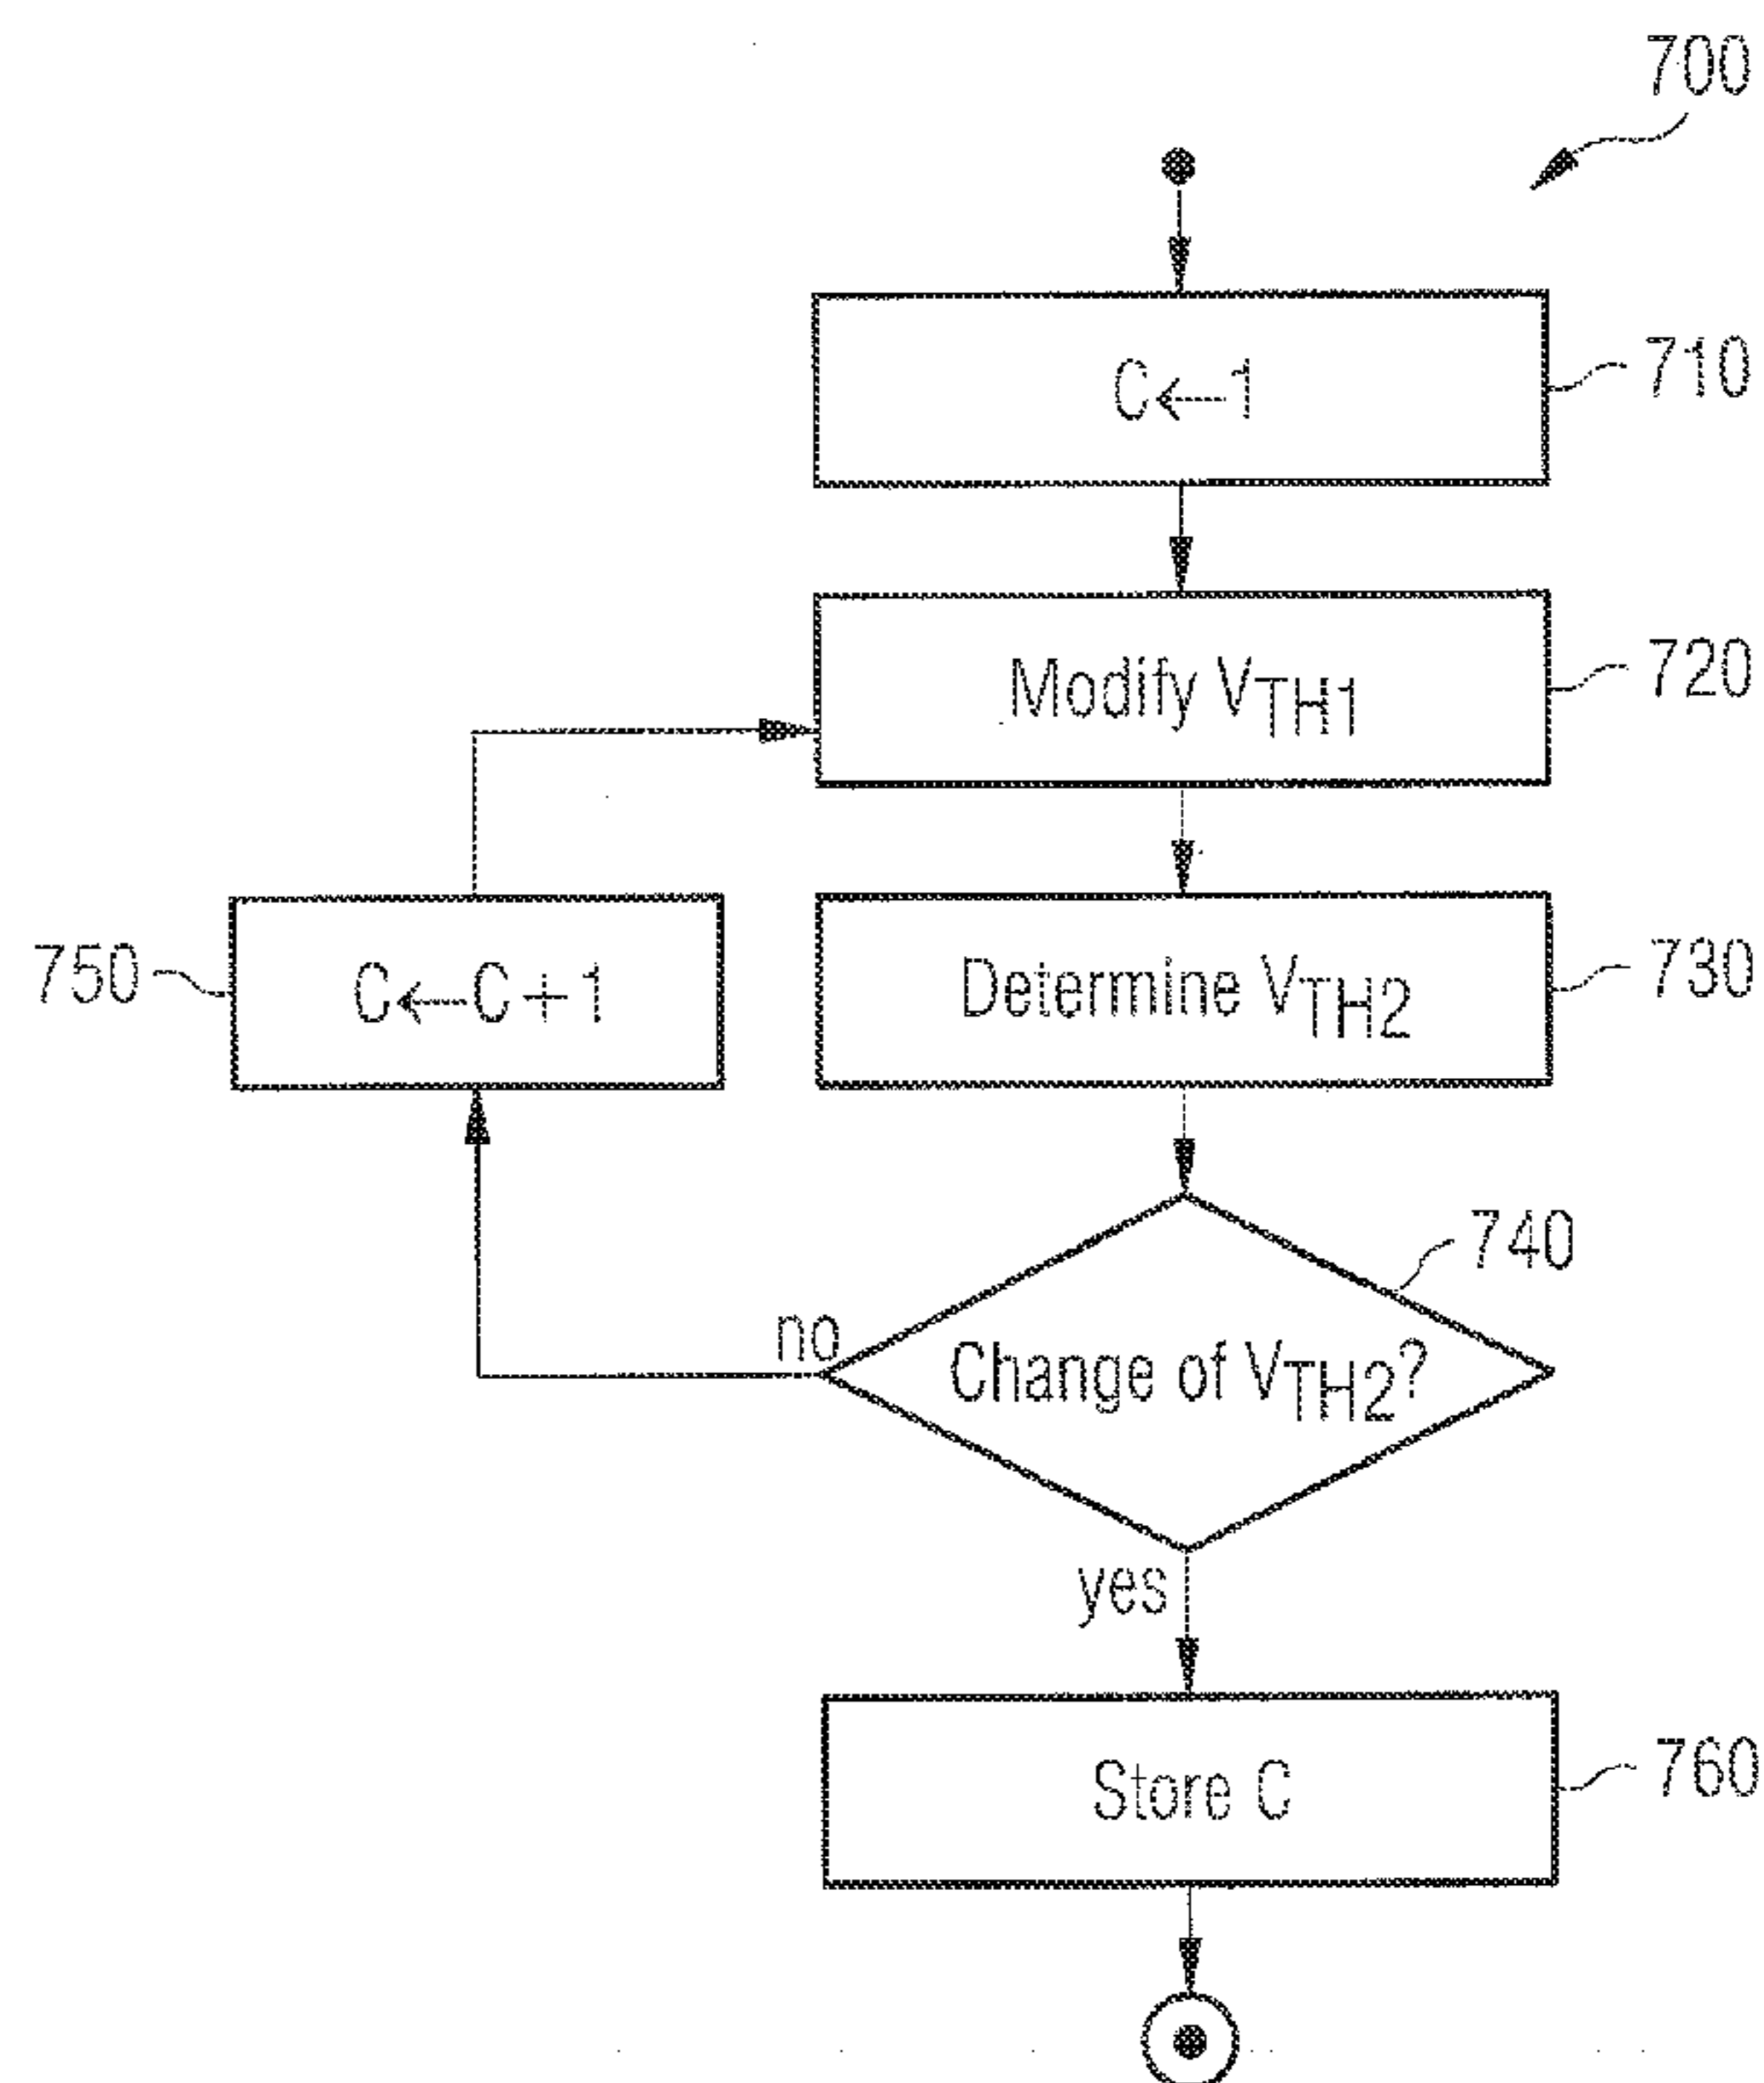 700
C←1
710
Modify VTH1
720
750
C←C+1
Determine VTH2
730
740
no
Change of VTH2?
yes
Store C
760